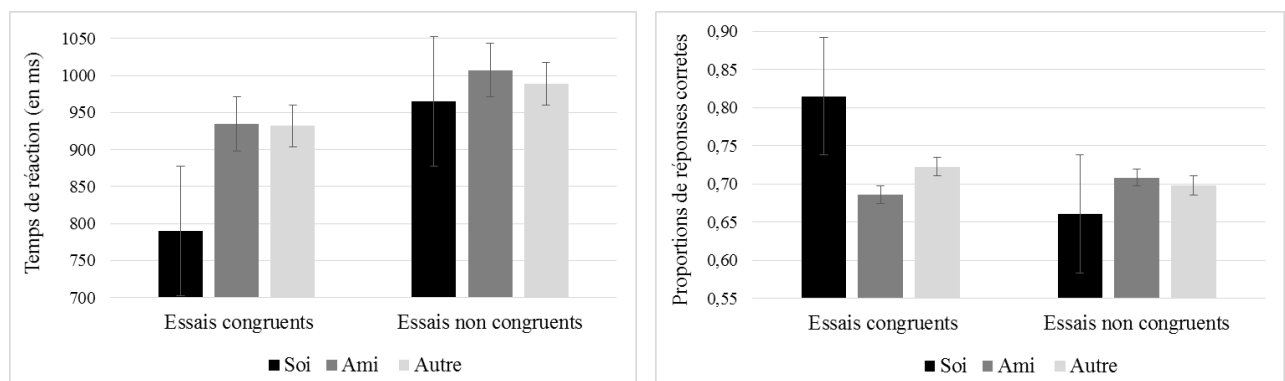 Temps de réaction (en ms)
1050
1000
950
900
850
800
750
700
Essais congruents
Essais non congruents
Soi
Ami
Autre
Proportions de réponses corretes
0,90
0,85
0,80
0,75
0,70
0,65
0,60
0,55
Essais congruents
Essais non congruents
Soi
Ami
Autre